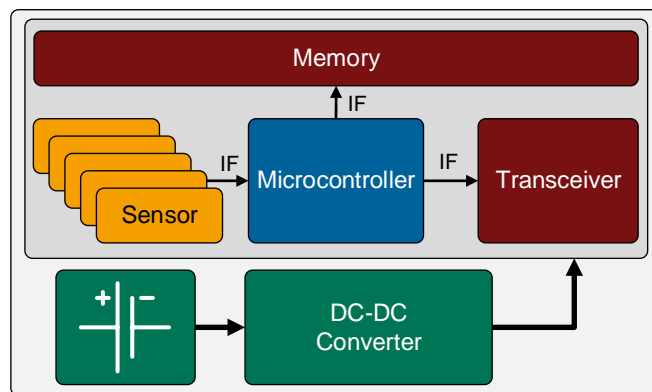 Memory
IF
IF
Microcontroller
IF
Transceiver
Sensor
+ -
DC-DC
Converter